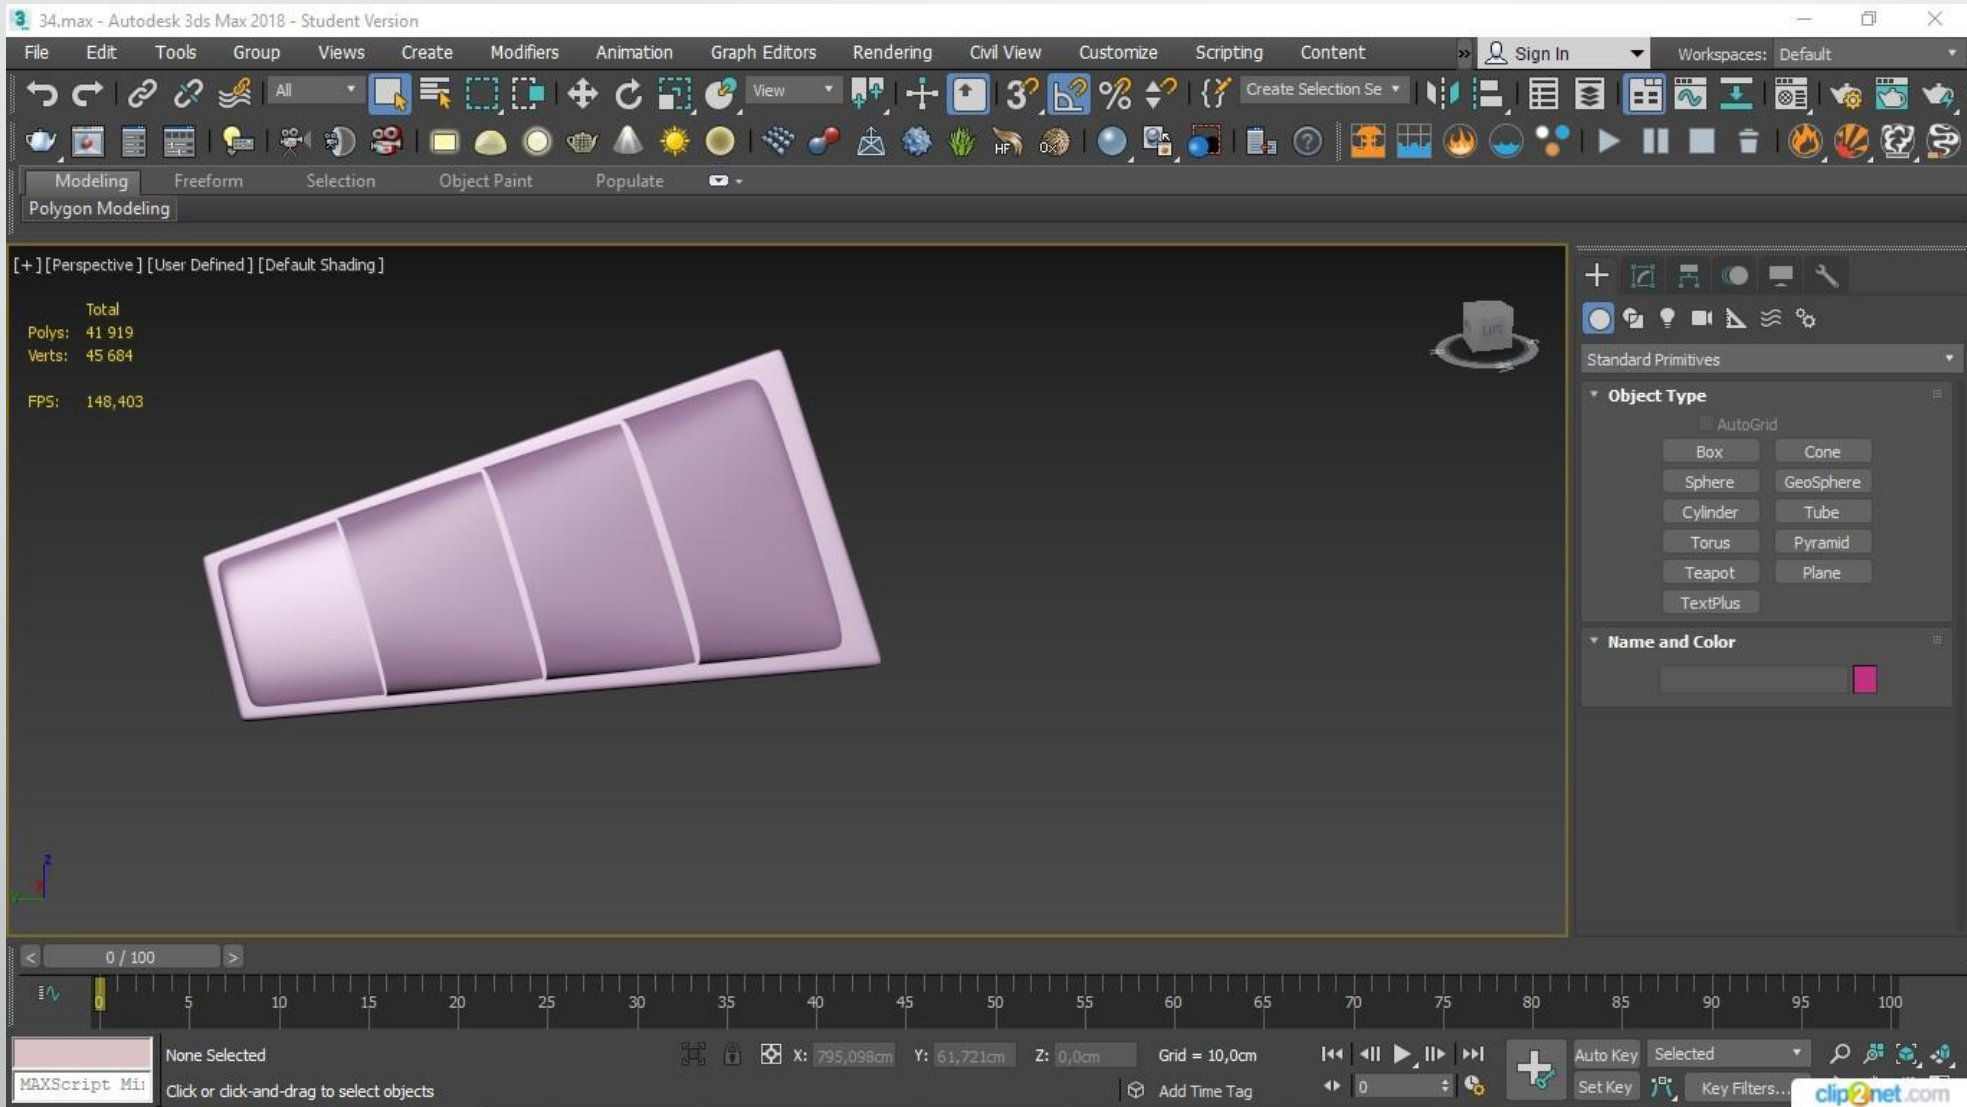 34.max - Autodesk 3ds Max 2018 - Student Version
File Edit Tools Group Views Create Modifiers Animation Graph Editors Rendering Civil View Customize Scripting Content » Sign In Workspaces: Default
All View 3 Create Selection Se
HF
Modeling Freeform Selection Object Paint Populate
Polygon Modeling
[+] [Perspective] [User Defined] [Default Shading]
Total
Polys: 41 919
Verts: 45 684
FPS: 148,403
Standard Primitives
Object Type
AutoGrid
Box Cone
Sphere GeoSphere
Cylinder Tube
Torus Pyramid
Teapot Plane
TextPlus
Name and Color
z
< 0 / 100 >
0 5 10 15 20 25 30 35 40 45 50 55 60 65 70 75 80 85 90 95 100
None Selected X: 795,098cm Y: 61,721cm Z: 0,0cm Grid = 10,0cm Auto Key Selected
MAXScript Mi Click or click-and-drag to select objects Add Time Tag 0 Set Key Key Filters...
clip2net.com